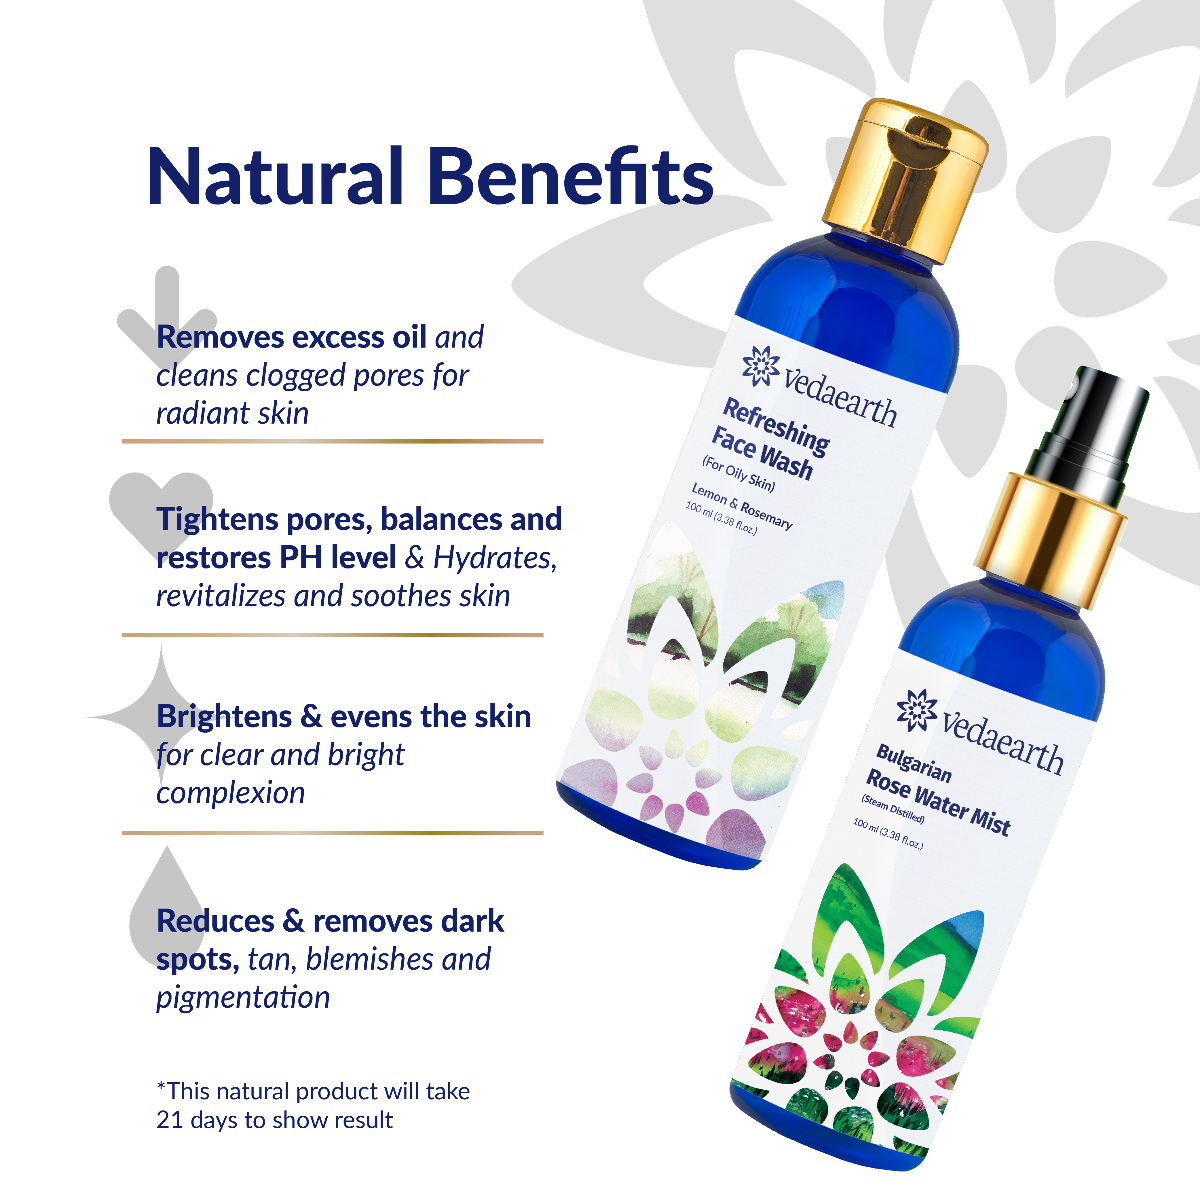 Natural Benefits
Removes excess oil and
cleans clogged pores for
radiant skin
Tightens pores, balances and
restores PH level & Hydrates,
revitalizes and soothes skin
Brightens & evens the skin
for clear and bright
complexion
Reduces & removes dark
spots, tan, blemishes and
pigmentation
*This natural product will take
21 days to show result
vedaearth
Refreshing
Face Wash
(For Oily Skin)
Lemon & Rosemary
100 ml (3.38 fl.oz.)
vedaearth
Bulgarian
Rose Water Mist
(Steam Distilled)
100 ml (3.38 fl.oz.)